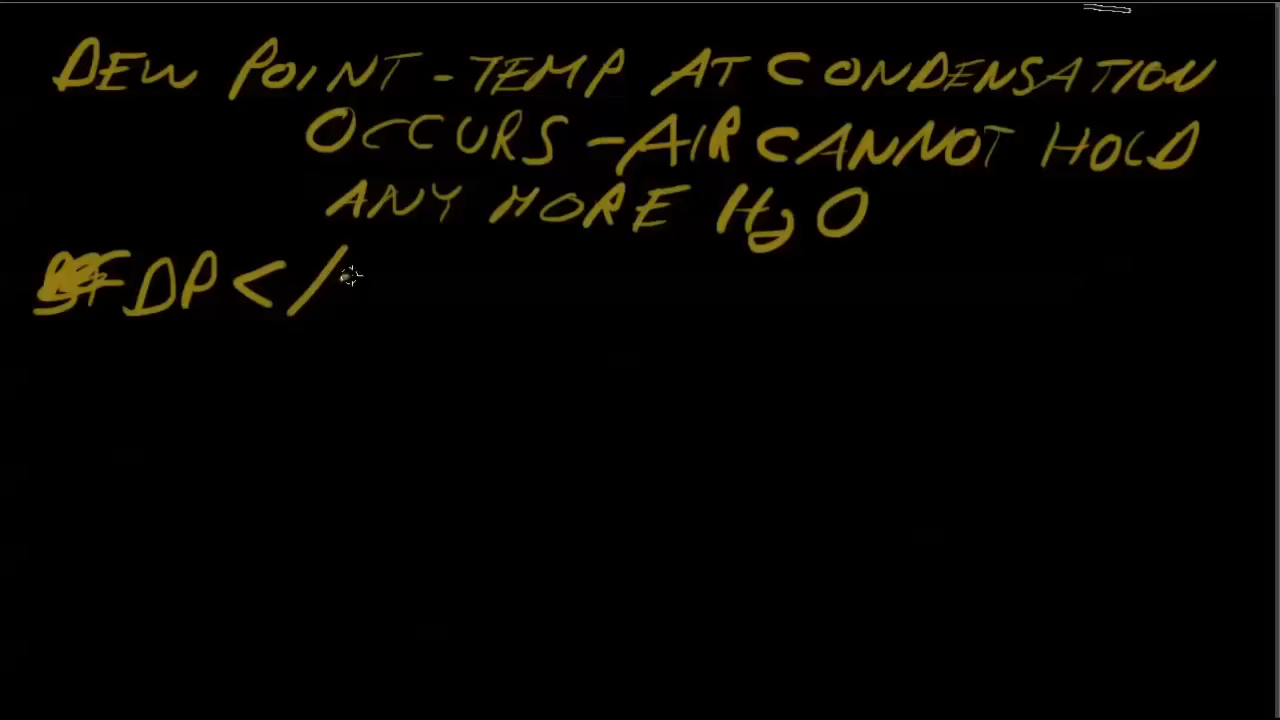 DEW POINT - TEMP AT CONDENSATION
OCCURS - AIR CANNOT HOLD
ANY MORE H2O
DP < /